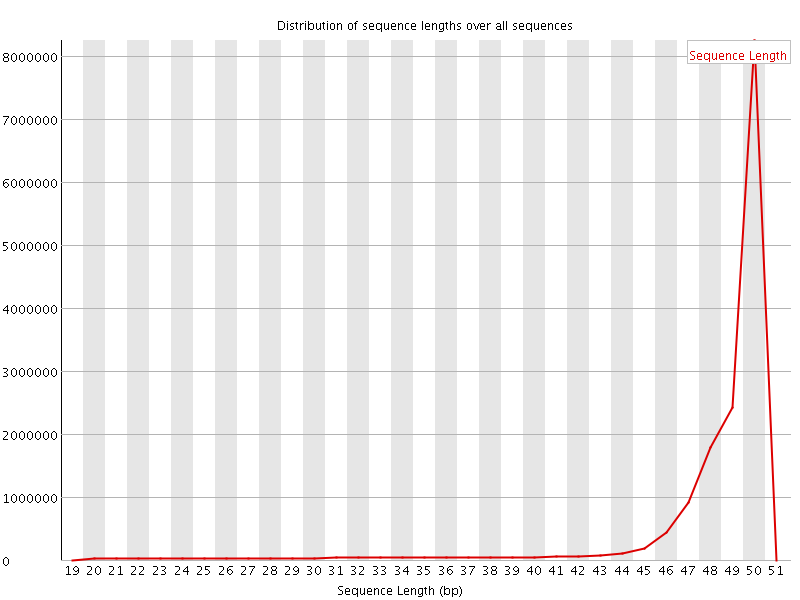 Distribution of sequence lengths over all sequences
Sequence Length
8000000
7000000
6000000
5000000
4000000
3000000
2000000
1000000
0
19 20 21 22 23 24 25 26 27 28 29 30 31 32 33 34 35 36 37 38 39 40 41 42 43 44 45 46 47 48 49 50 51
Sequence Length (bp)